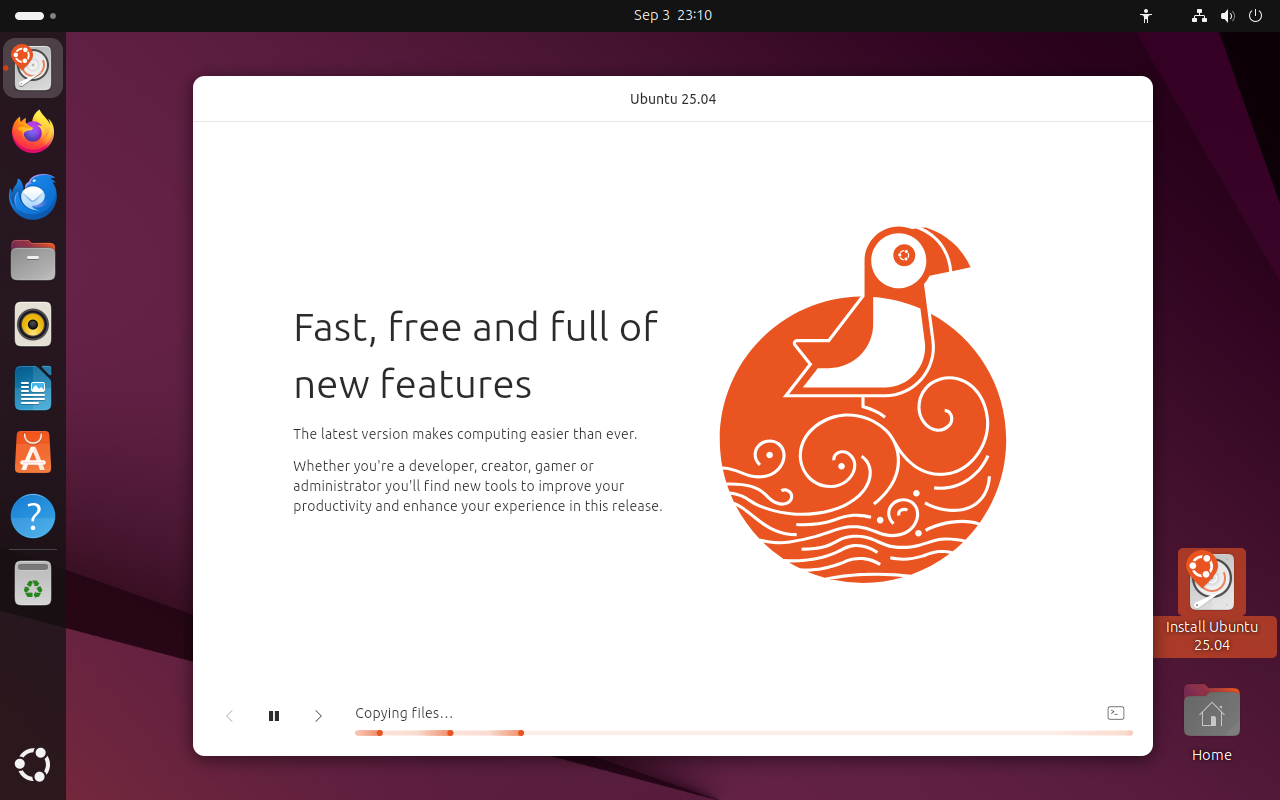 Sep 3 23:10
Ubuntu 25.04
Fast, free and full of
new features
The latest version makes computing easier than ever.
Whether you're a developer, creator, gamer or
administrator you'll find new tools to improve your
productivity and enhance your experience in this release.
Copying files...
Install Ubuntu
25.04
Home